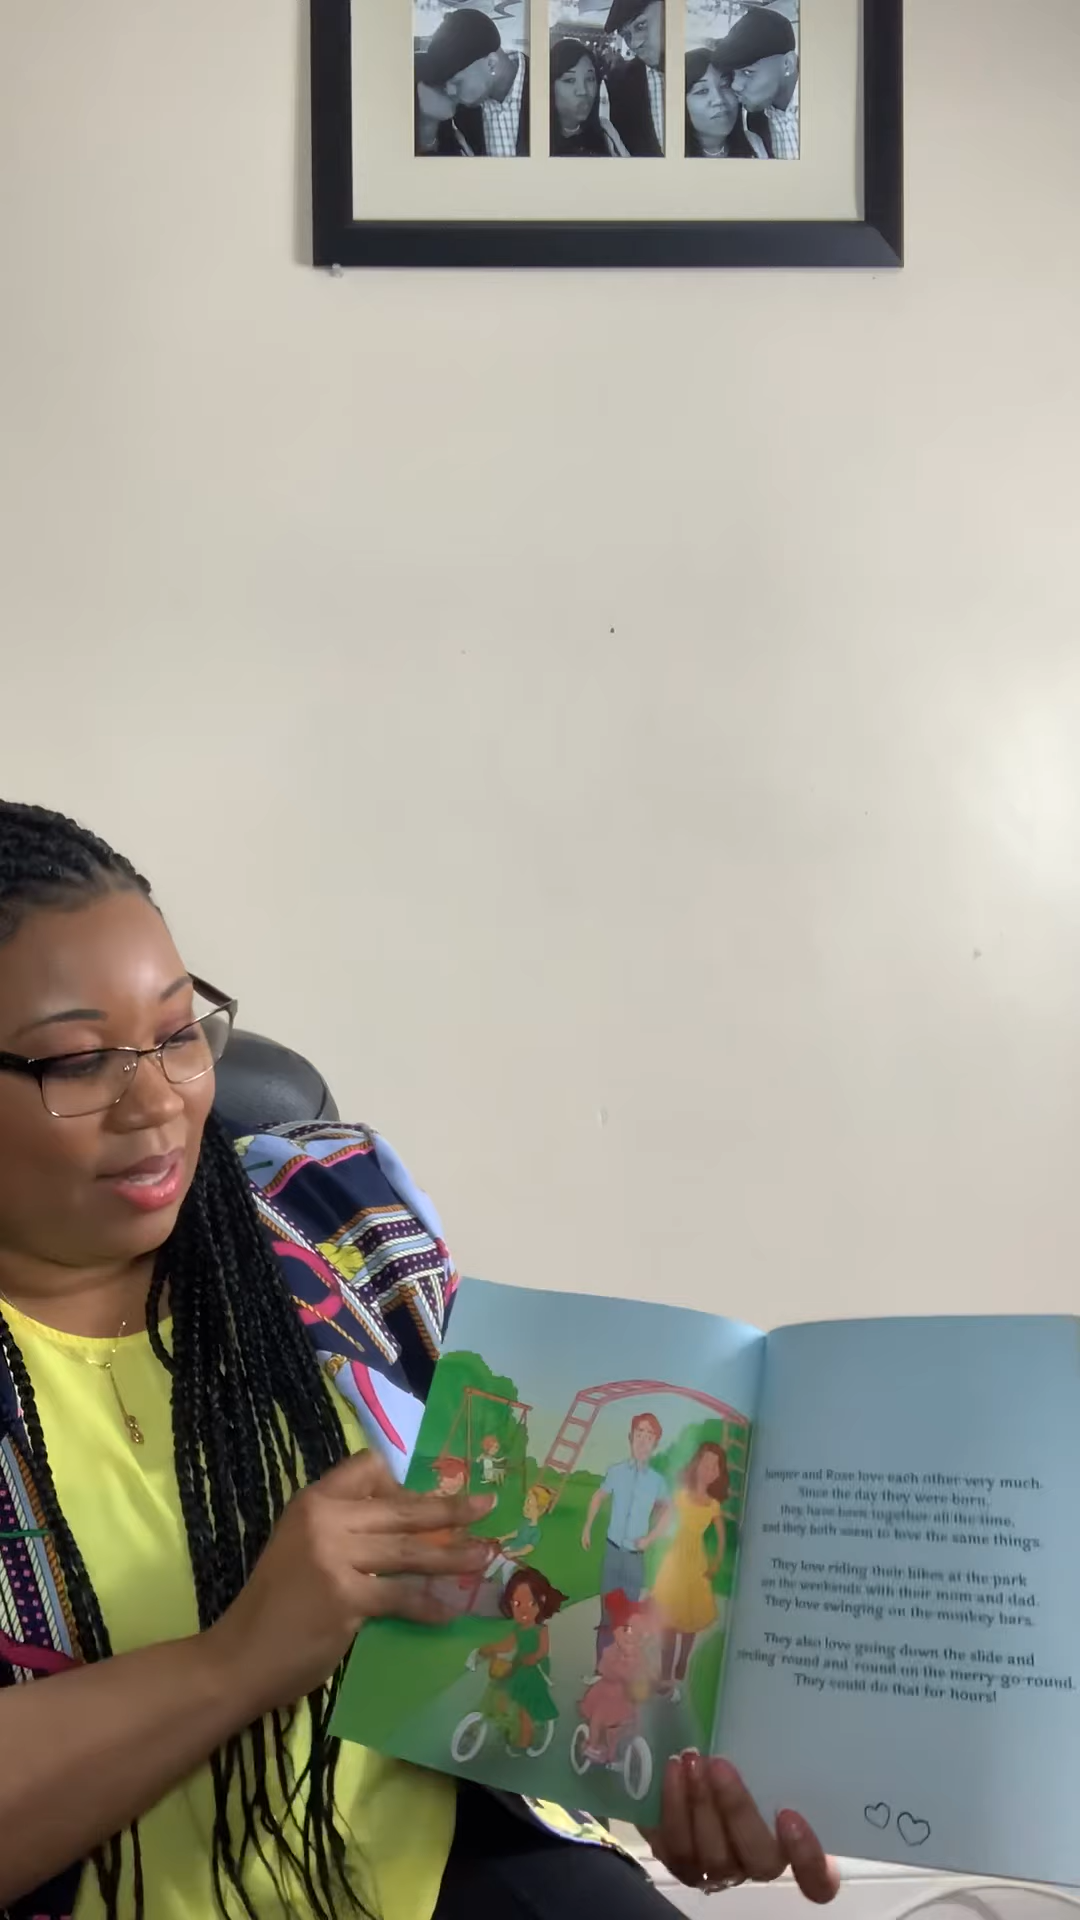 Juniper and Rose love each other very much.
Since the day they were born,
they have been together all the time,
and they both seem to love the same things.
They love riding their bikes at the park
on the weekends with their mom and dad.
They love swinging on the monkey bars.
They also love going down the slide and
circling 'round and 'round on the merry-go-round.
They could do that for hours!